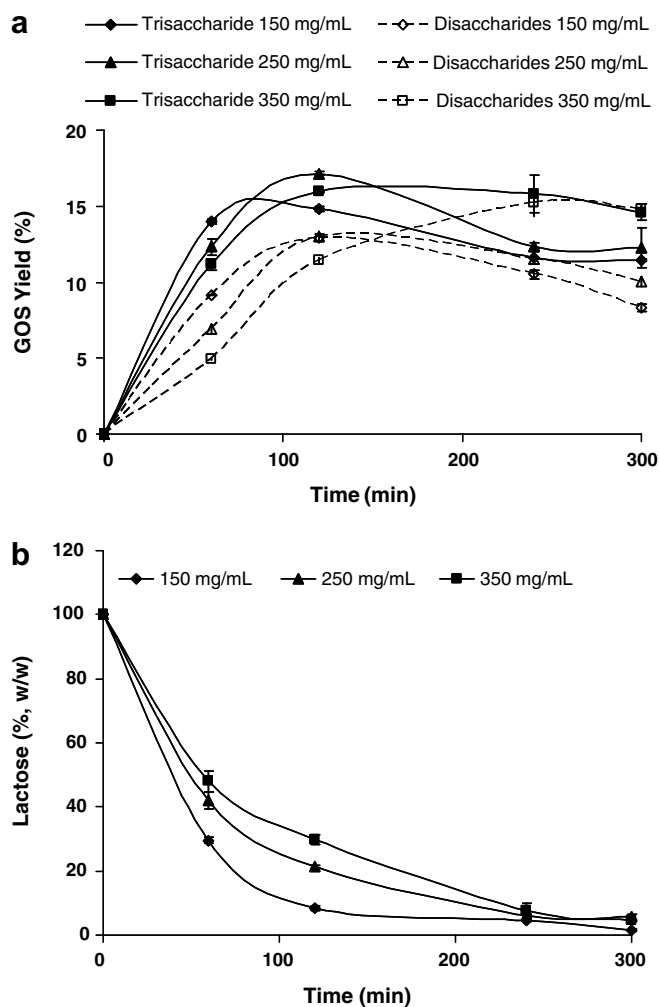 a
Trisaccharide 150 mg/mL
Disaccharides 150 mg/mL
Trisaccharide 250 mg/mL
Disaccharides 250 mg/mL
Trisaccharide 350 mg/mL
Disaccharides 350 mg/mL
20
15
10
5
0
GOS Yield (%)
0 100 200 300
Time (min)
b
120
100
80
60
40
20
0
150 mg/mL 250 mg/mL 350 mg/mL
Lactose (%, w/w)
0 100 200 300
Time (min)